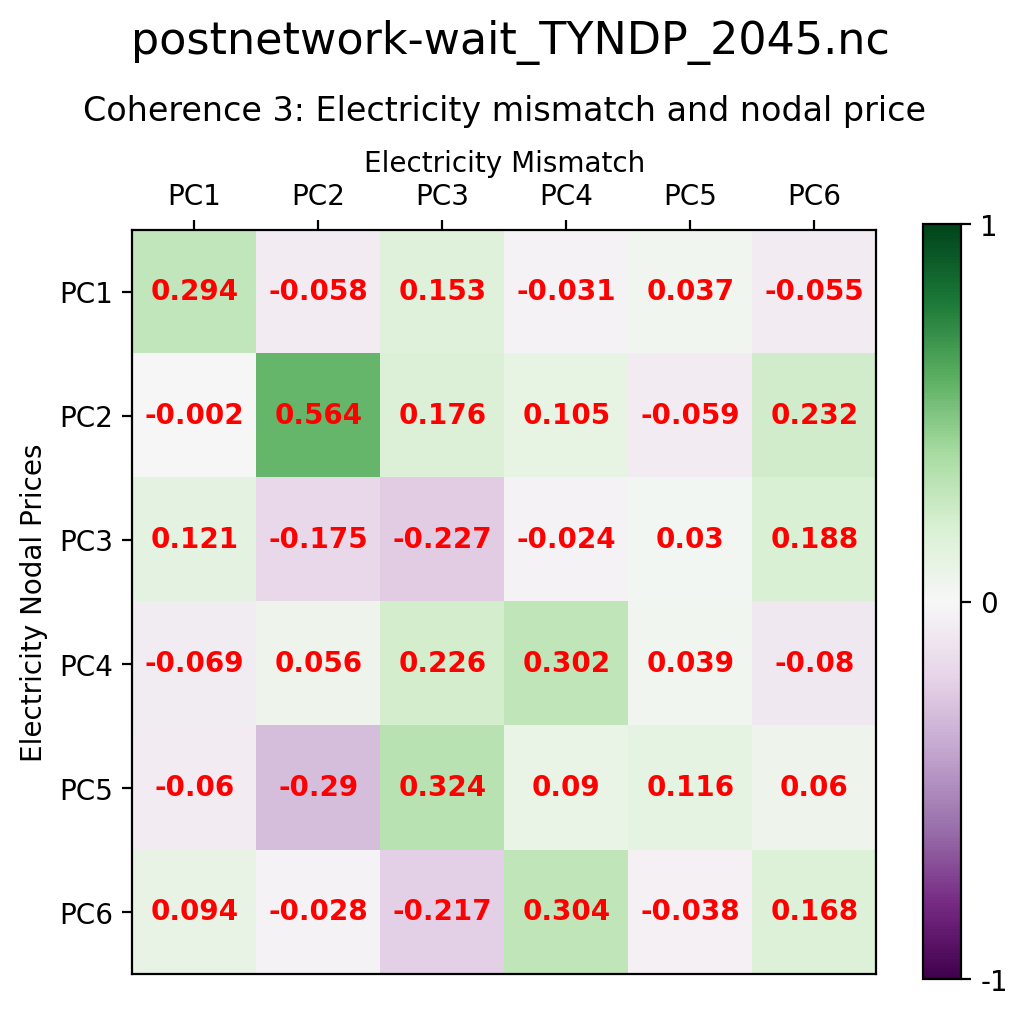 postnetwork-wait_TYNDP_2045.nc
Coherence 3: Electricity mismatch and nodal price
Electricity Mismatch
PC1 PC2 PC3 PC4 PC5 PC6
Electricity Nodal Prices
PC1 0.294 -0.058 0.153 -0.031 0.037 -0.055
PC2 -0.002 0.564 0.176 0.105 -0.059 0.232
PC3 0.121 -0.175 -0.227 -0.024 0.03 0.188
PC4 -0.069 0.056 0.226 0.302 0.039 -0.08
PC5 -0.06 -0.29 0.324 0.09 0.116 0.06
PC6 0.094 -0.028 -0.217 0.304 -0.038 0.168
1
0
-1